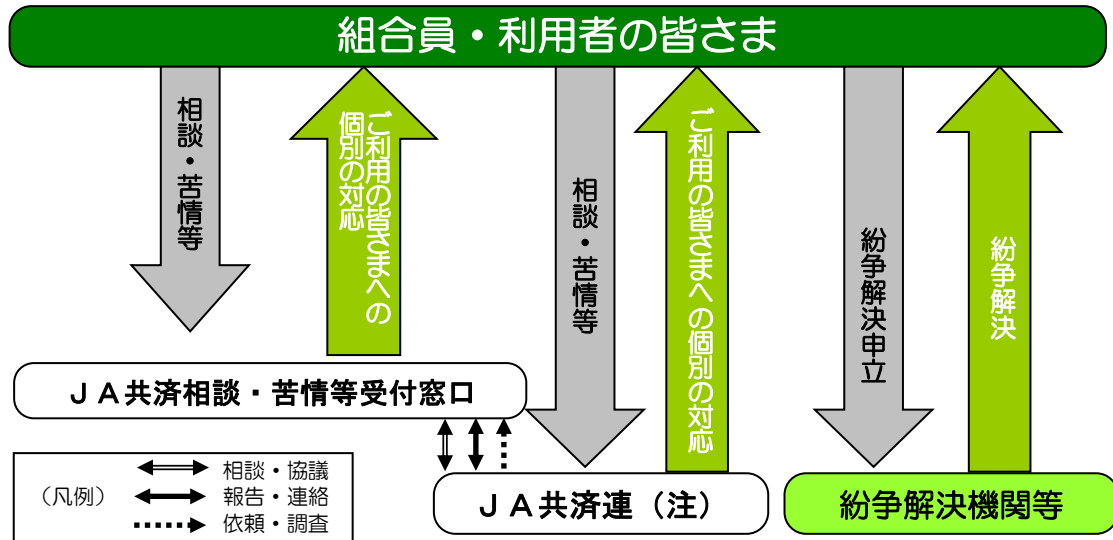 組合員・利用者の皆さま
相談・苦情等
ご利用の皆さまへの
個別の対応
相談・苦情等
ご利用の皆さまへの個別の対応
紛争解決申立
紛争解決
ＪＡ共済相談・苦情等受付窓口
（凡例）
相談・協議
報告・連絡
依頼・調査
ＪＡ共済連（注）
紛争解決機関等